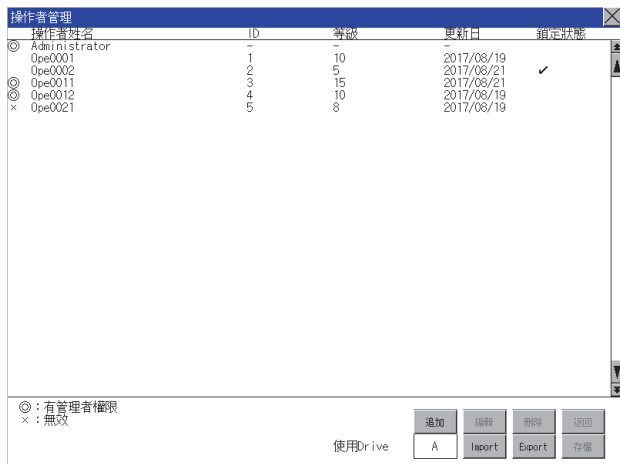 操作者管理
操作者姓名 ID 等級 更新日 鎖定狀態
◎ Administrator - - -
Ope0001 1 10 2017/08/19
Ope0002 2 5 2017/08/21 ✓
◎ Ope0011 3 15 2017/08/21
◎ Ope0012 4 10 2017/08/19
× Ope0021 5 8 2017/08/19
◎：有管理者權限
×：無效
追加 編輯 刪除 返回
使用Drive A Import Export 存檔